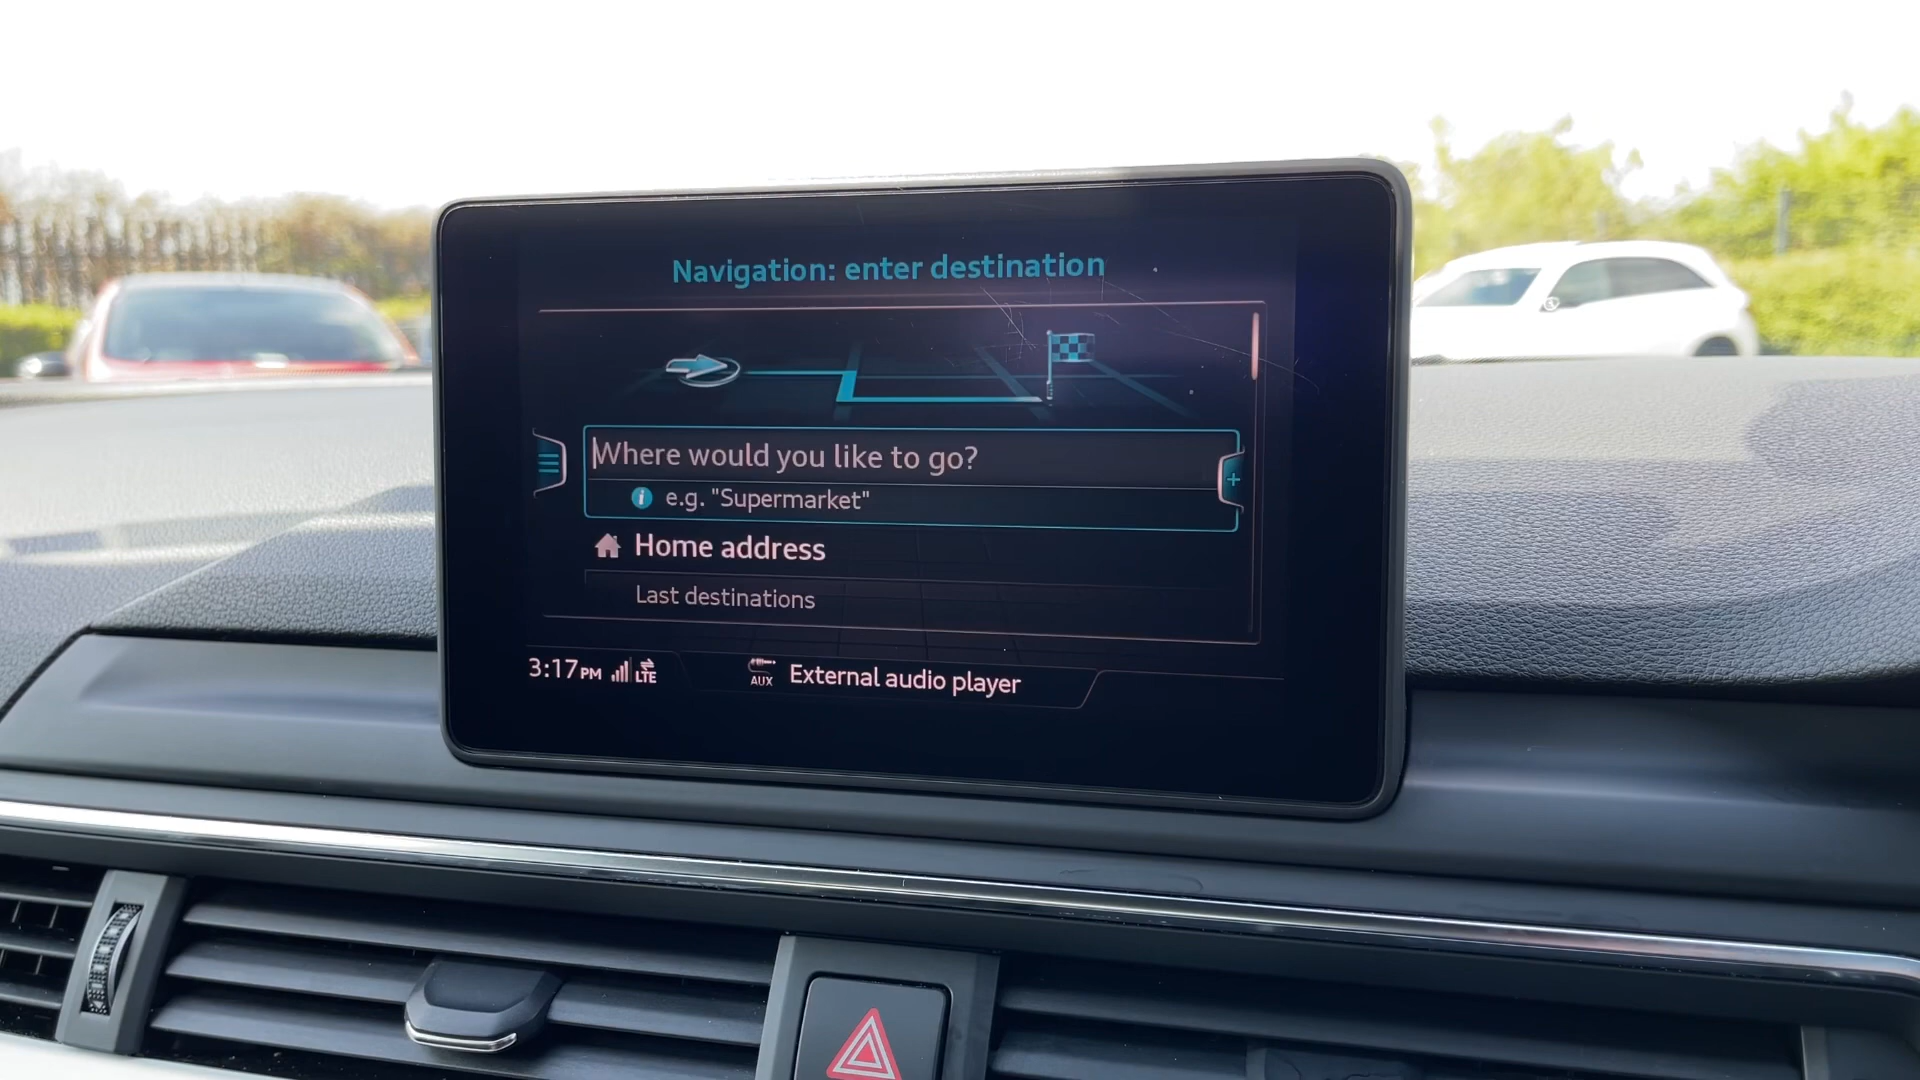 Navigation: enter destination
Where would you like to go?
i e.g. "Supermarket"
Home address
Last destinations
3:17PM LTE AUX External audio player